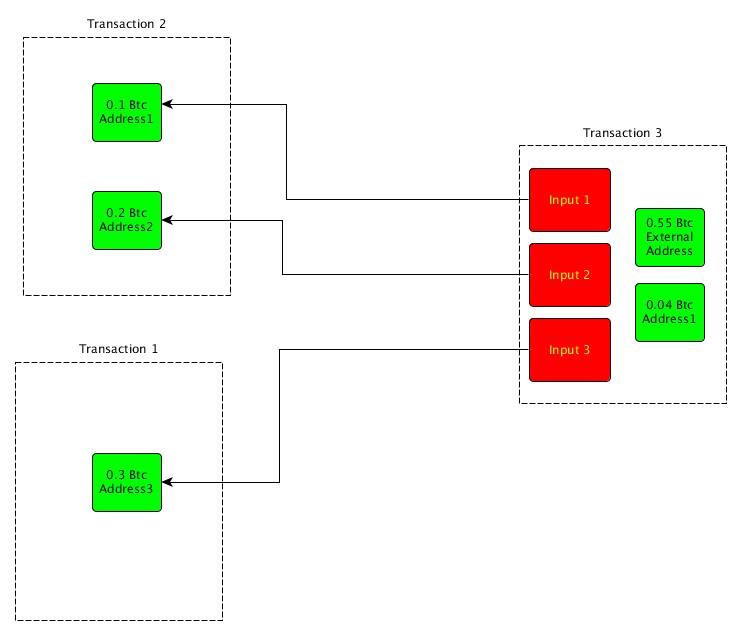 Transaction 2
0.1 Btc
Address1
0.2 Btc
Address2
Transaction 3
Input 1
Input 2
Input 3
0.55 Btc
External
Address
0.04 Btc
Address1
Transaction 1
0.3 Btc
Address3